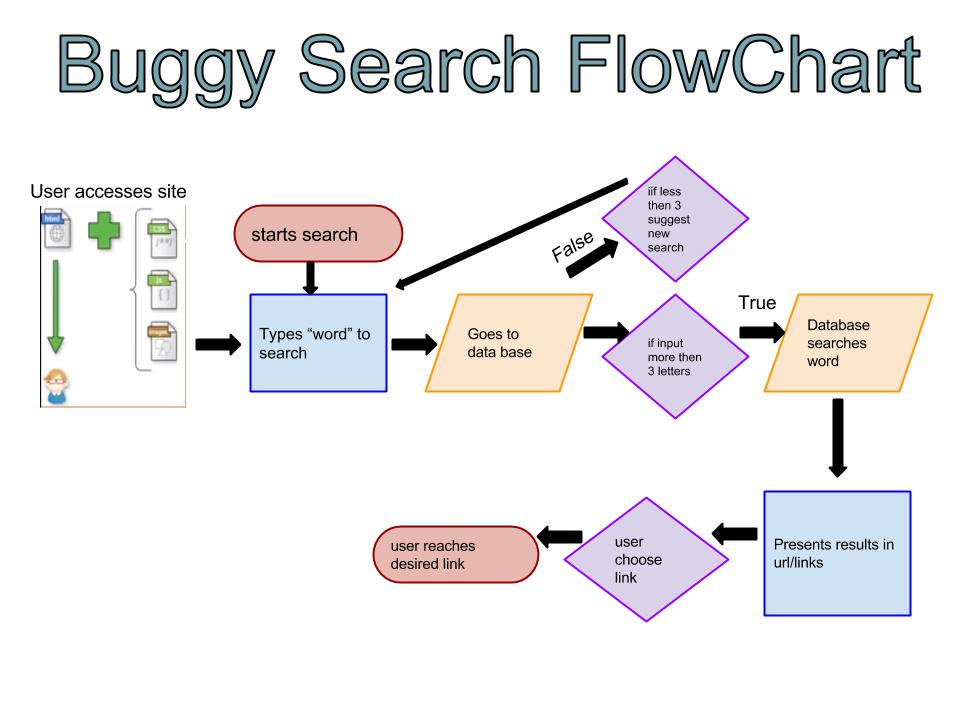 Buggy Search FlowChart
User accesses site
html
CSS
/**/
js
{ }
starts search
Types “word” to
search
Goes to
data base
False
iif less
then 3
suggest
new
search
if input
more then
3 letters
True
Database
searches
word
Presents results in
url/links
user
choose
link
user reaches
desired link